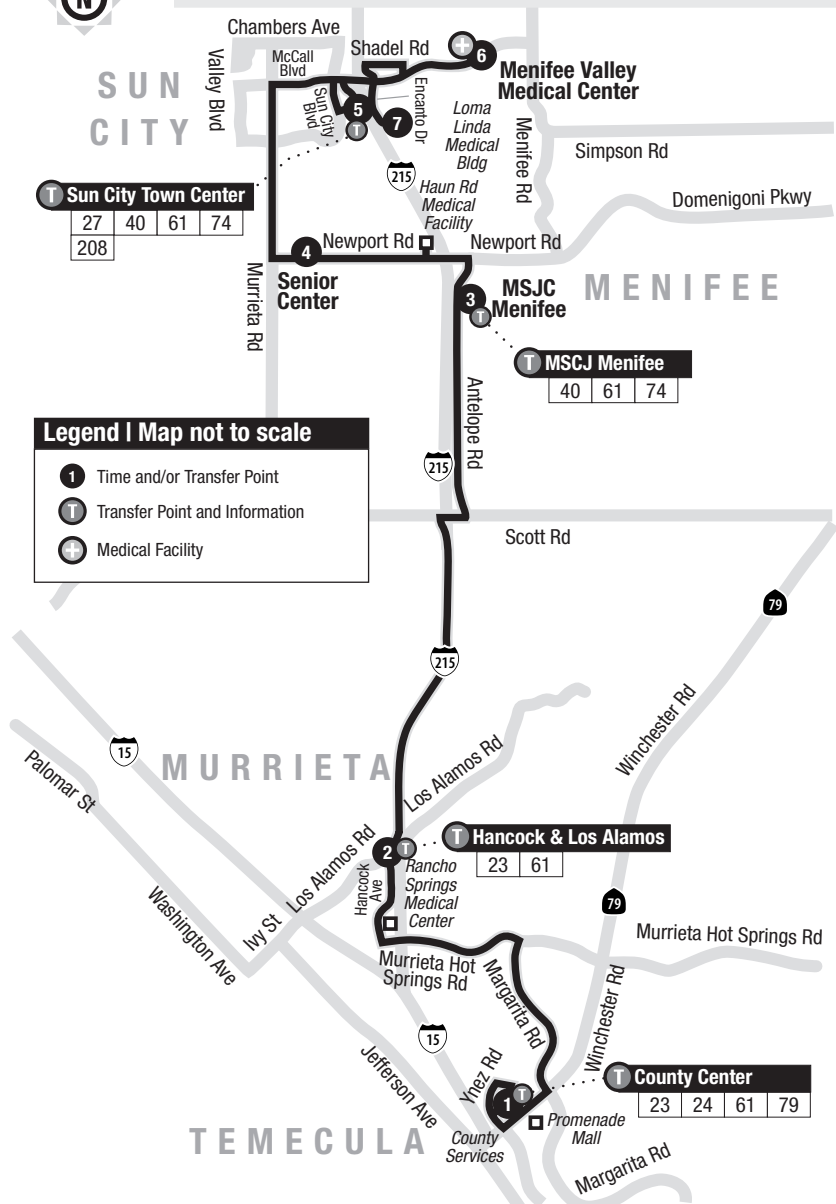 N
Chambers Ave
McCall
Blvd
Shadel Rd
6
Menifee Valley
Medical Center
Valley Blvd
SUN
CITY
Sun City
Blvd
5
T
7
Encanto Dr
Loma
Linda
Medical
Bldg
Menifee Rd
Simpson Rd
215
Domenigoni Pkwy
T Sun City Town Center
27 40 61 74
208
Haun Rd
Medical
Facility
4
Newport Rd
Newport Rd
Senior
Center
Murrieta Rd
3
T
MSJC
Menifee
MENIFEE
T MSCJ Menifee
40 61 74
Antelope Rd
Legend | Map not to scale
1 Time and/or Transfer Point
T Transfer Point and Information
Medical Facility
215
Scott Rd
79
215
15
MURRIETA
Palomar St
Los Alamos Rd
Winchester Rd
2
T
T Hancock & Los Alamos
23 61
Los Alamos Rd
Hancock
Ave
Rancho
Springs
Medical
Center
Ivy St
Washington Ave
79
Murrieta Hot Springs Rd
Murrieta Hot
Springs Rd
Margarita Rd
Winchester Rd
15
Jefferson Ave
Ynez Rd
1
T
T County Center
23 24 61 79
Promenade
Mall
County
Services
TEMECULA
Margarita Rd